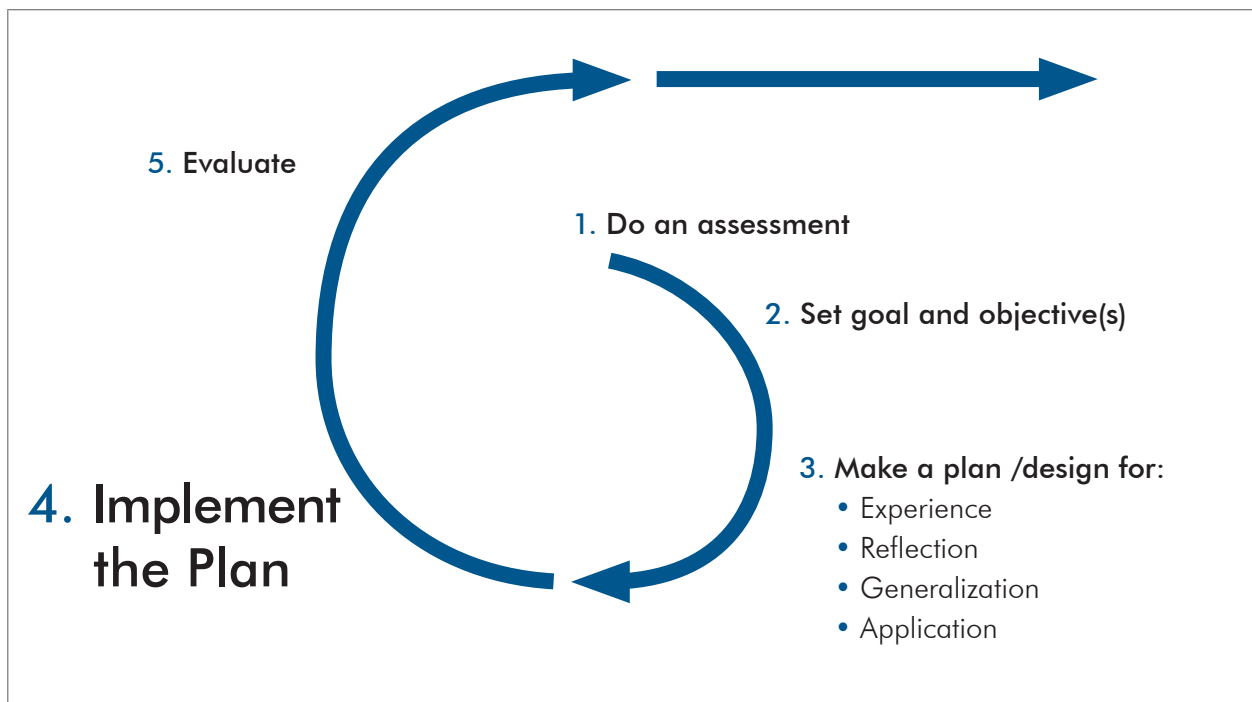 1. Do an assessment
2. Set goal and objective(s)
3. Make a plan /design for:
• Experience
• Reflection
• Generalization
• Application
4. Implement
the Plan
5. Evaluate